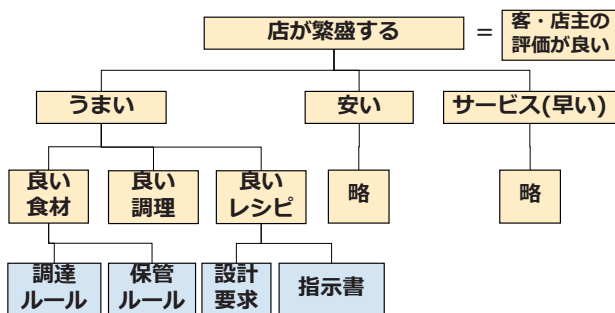 店が繁盛する
=
客・店主の
評価が良い
うまい
安い
サービス(早い)
良い
食材
良い
調理
良い
レシピ
略
略
調達
ルール
保管
ルール
設計
要求
指示書